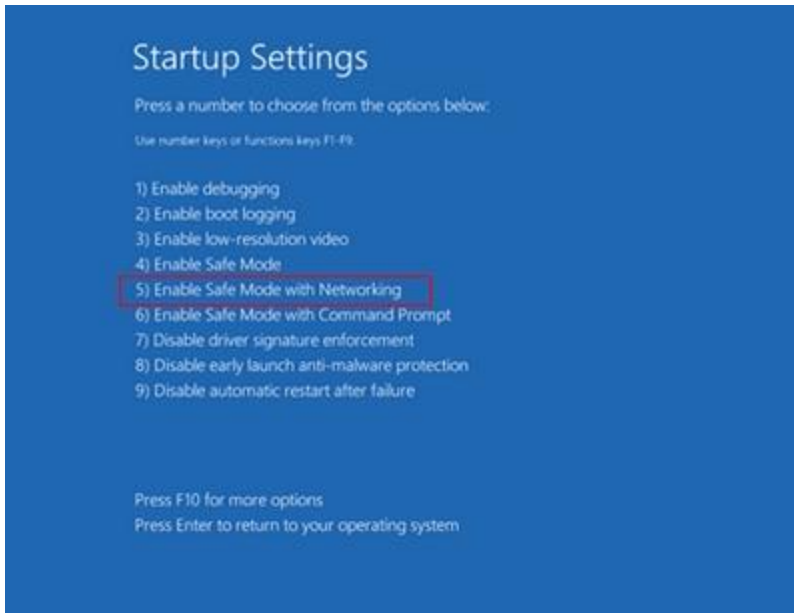 Startup Settings
Press a number to choose from the options below:
Use number keys or functions keys F1-F9.
1) Enable debugging
2) Enable boot logging
3) Enable low-resolution video
4) Enable Safe Mode
5) Enable Safe Mode with Networking
6) Enable Safe Mode with Command Prompt
7) Disable driver signature enforcement
8) Disable early launch anti-malware protection
9) Disable automatic restart after failure
Press F10 for more options
Press Enter to return to your operating system